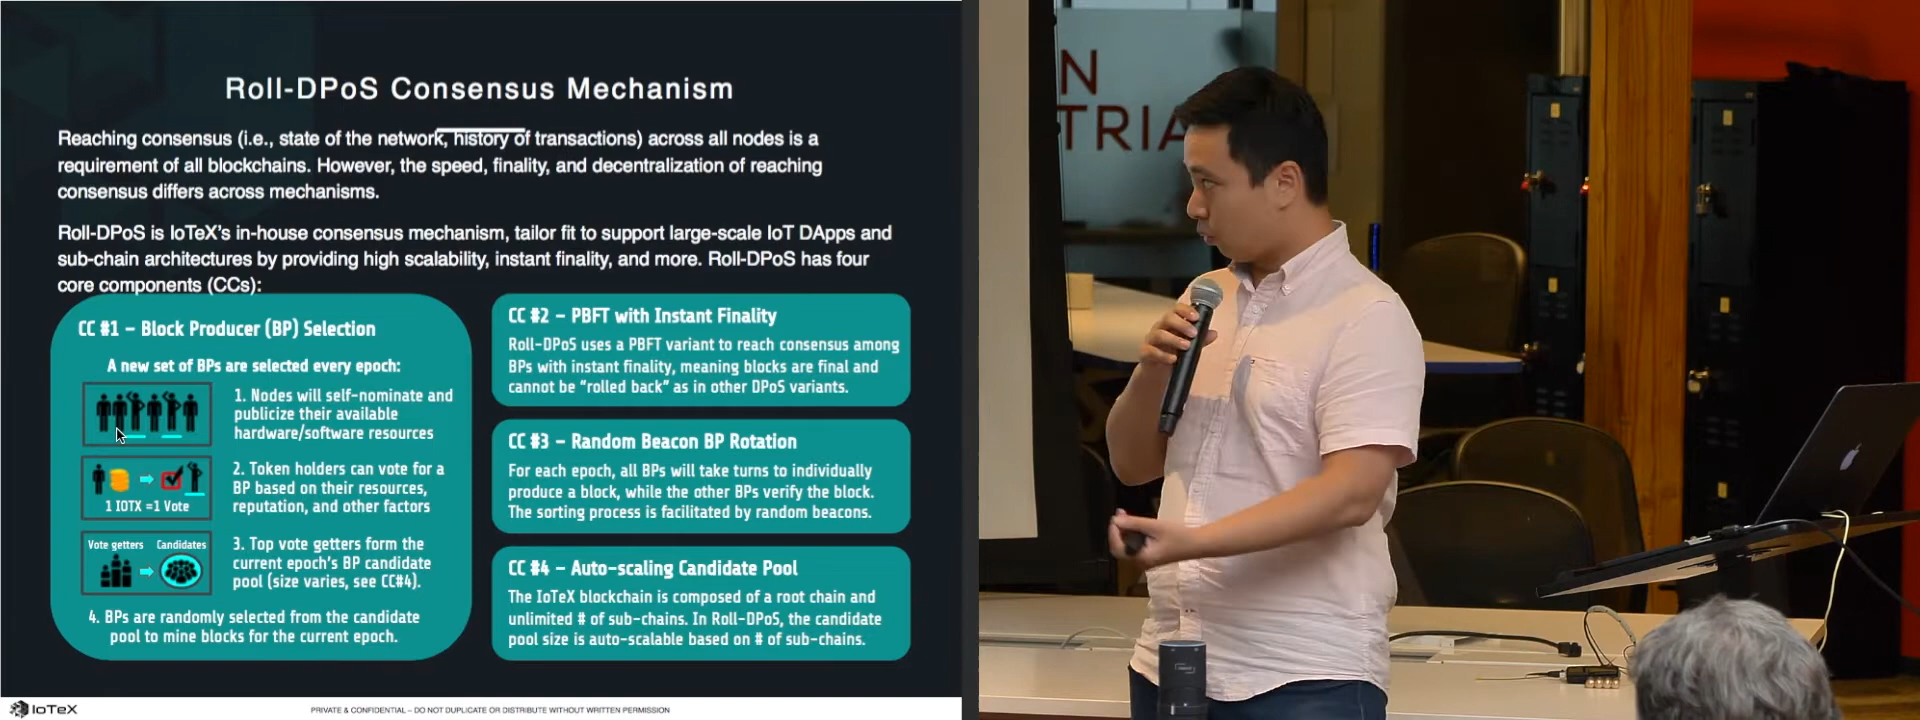 Roll-DPoS Consensus Mechanism
Reaching consensus (i.e., state of the network, history of transactions) across all nodes is a
requirement of all blockchains. However, the speed, finality, and decentralization of reaching
consensus differs across mechanisms.
Roll-DPoS is IoTeX's in-house consensus mechanism, tailor fit to support large-scale IoT DApps and
sub-chain architectures by providing high scalability, instant finality, and more. Roll-DPoS has four
core components (CCs):
CC #1 – Block Producer (BP) Selection
A new set of BPs are selected every epoch:
1. Nodes will self-nominate and
publicize their available
hardware/software resources
2. Token holders can vote for a
BP based on their resources,
reputation, and other factors
1 IOTX =1 Vote
Vote getters Candidates
3. Top vote getters form the
current epoch's BP candidate
pool (size varies, see CC#4).
4. BPs are randomly selected from the candidate
pool to mine blocks for the current epoch.
CC #2 – PBFT with Instant Finality
Roll-DPoS uses a PBFT variant to reach consensus among
BPs with instant finality, meaning blocks are final and
cannot be “rolled back” as in other DPoS variants.
CC #3 – Random Beacon BP Rotation
For each epoch, all BPs will take turns to individually
produce a block, while the other BPs verify the block.
The sorting process is facilitated by random beacons.
CC #4 – Auto-scaling Candidate Pool
The IoTeX blockchain is composed of a root chain and
unlimited # of sub-chains. In Roll-DPoS, the candidate
pool size is auto-scalable based on # of sub-chains.
IoTeX
PRIVATE & CONFIDENTIAL – DO NOT DUPLICATE OR DISTRIBUTE WITHOUT WRITTEN PERMISSION
N
TRIA